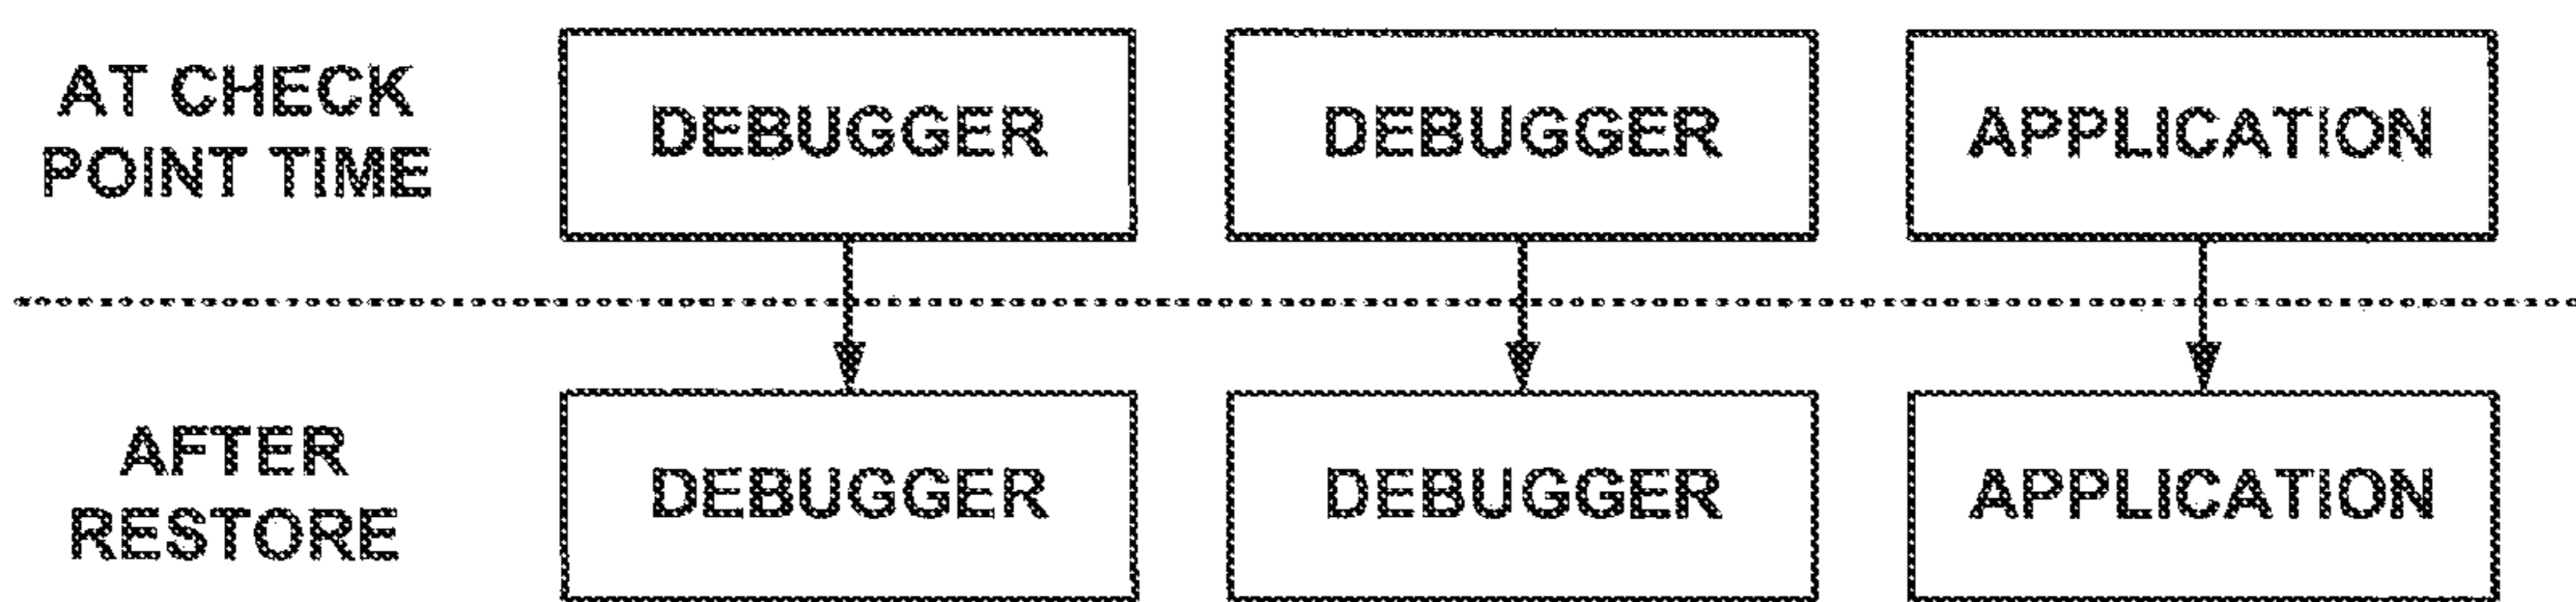 AT CHECK
POINT TIME
DEBUGGER
DEBUGGER
APPLICATION
AFTER
RESTORE
DEBUGGER
DEBUGGER
APPLICATION